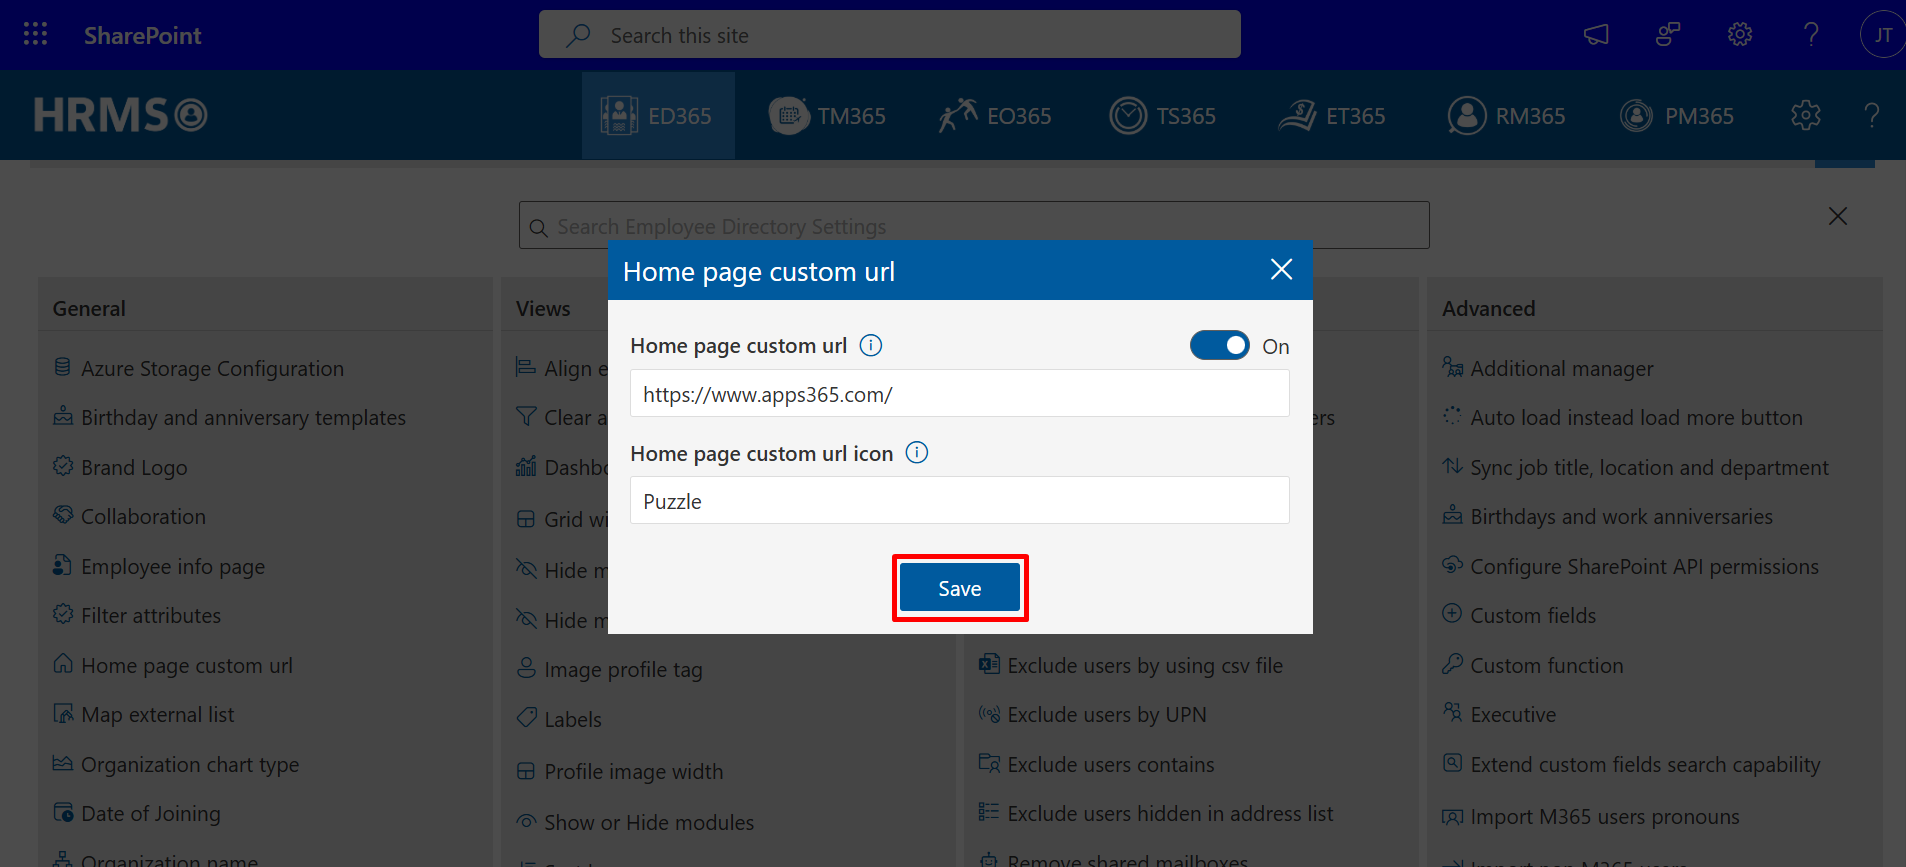 SharePoint
Search this site
JT
HRMS
ED365
TM365
EO365
TS365
ET365
RM365
PM365
Search Employee Directory Settings
Home page custom url
Home page custom url
On
https://www.apps365.com/
Home page custom url icon
Puzzle
Save
General
Azure Storage Configuration
Birthday and anniversary templates
Brand Logo
Collaboration
Employee info page
Filter attributes
Home page custom url
Map external list
Organization chart type
Date of Joining
Organization name
Views
Align e
Clear a
Dashbo
Grid wi
Hide m
Hide m
Image profile tag
Labels
Profile image width
Show or Hide modules
ers
Exclude users by using csv file
Exclude users by UPN
Exclude users contains
Exclude users hidden in address list
Remove shared mailboxes
Advanced
Additional manager
Auto load instead load more button
Sync job title, location and department
Birthdays and work anniversaries
Configure SharePoint API permissions
Custom fields
Custom function
Executive
Extend custom fields search capability
Import M365 users pronouns
Import non M365 users